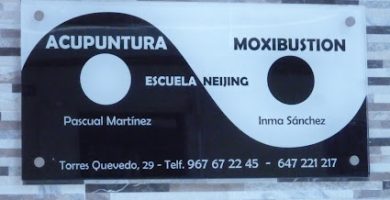 ACUPUNTURA MOXIBUSTION
ESCUELA NEIJING
Pascual Martínez Inma Sánchez
Torres Quevedo, 29 - Telf. 967 67 22 45 - 647 221 217